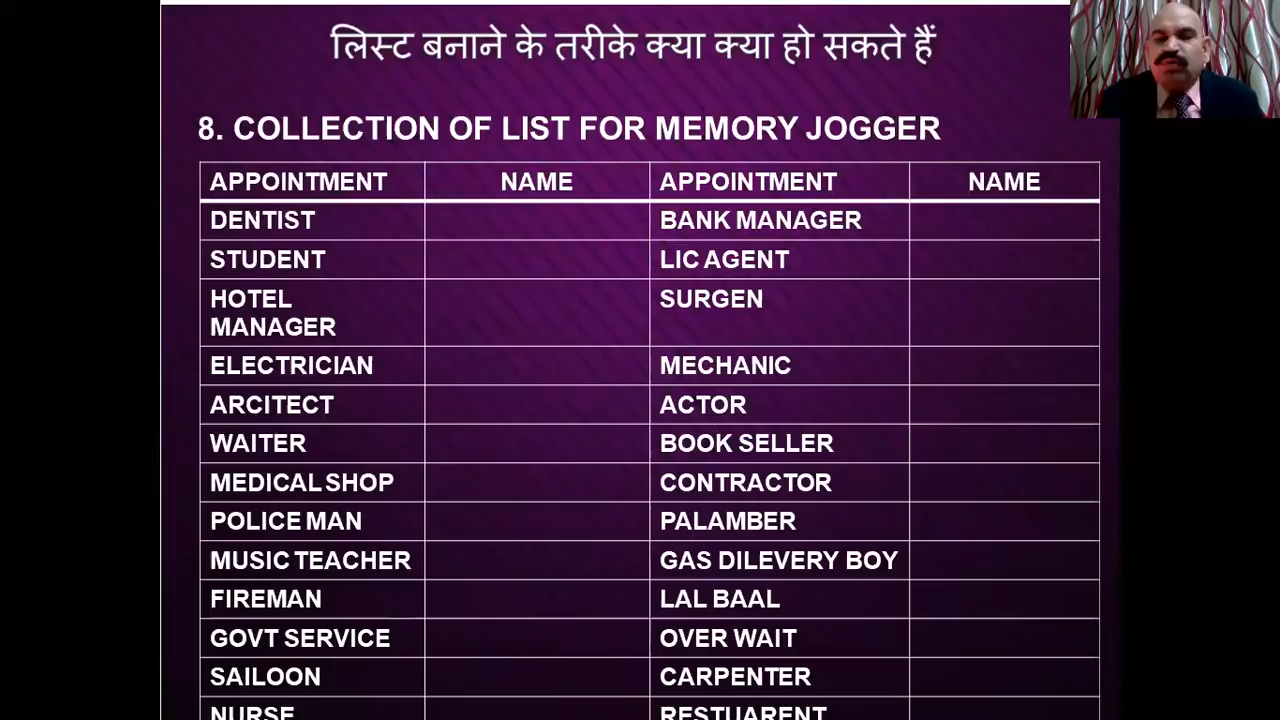 लिस्ट बनाने के तरीके क्या क्या हो सकते हैं
8. COLLECTION OF LIST FOR MEMORY JOGGER
APPOINTMENT NAME APPOINTMENT NAME
DENTIST BANK MANAGER
STUDENT LIC AGENT
HOTEL MANAGER SURGEN
ELECTRICIAN MECHANIC
ARCITECT ACTOR
WAITER BOOK SELLER
MEDICAL SHOP CONTRACTOR
POLICE MAN PALAMBER
MUSIC TEACHER GAS DILEVERY BOY
FIREMAN LAL BAAL
GOVT SERVICE OVER WAIT
SAILOON CARPENTER
NURSE RESTUARENT